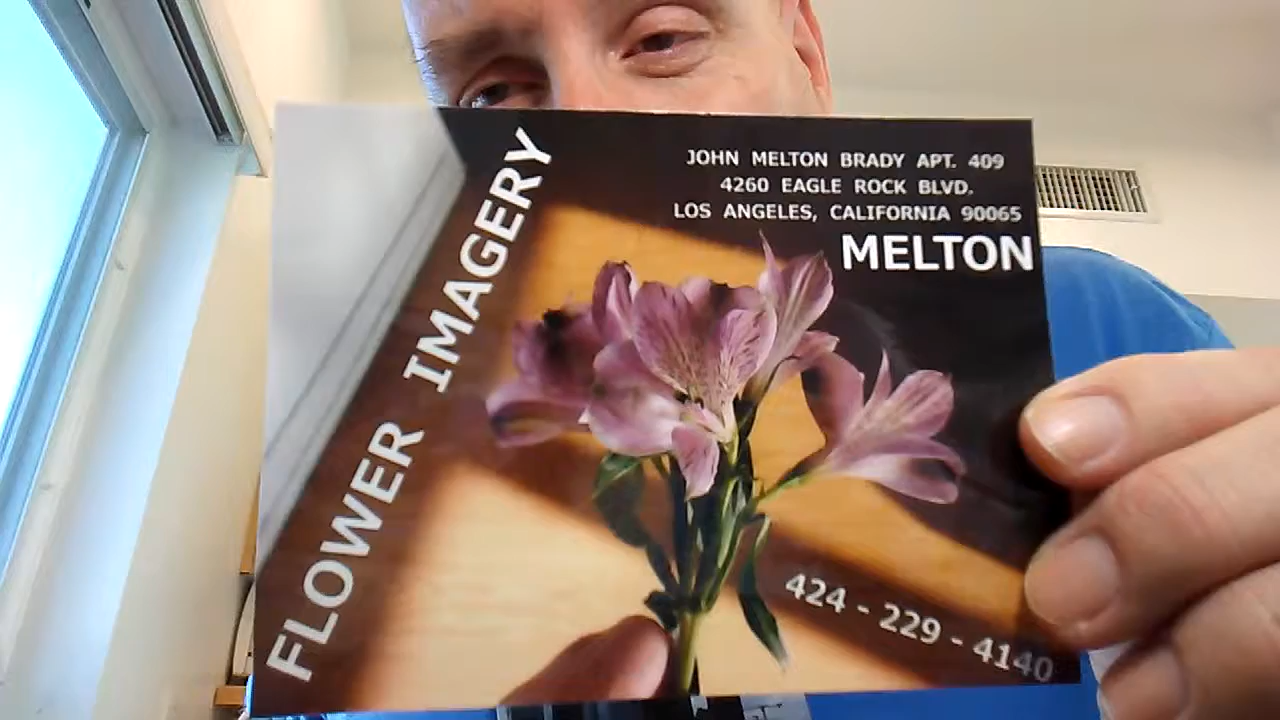 JOHN MELTON BRADY APT. 409
4260 EAGLE ROCK BLVD.
LOS ANGELES, CALIFORNIA 90065
MELTON
FLOWER IMAGERY
424 - 229 - 4140